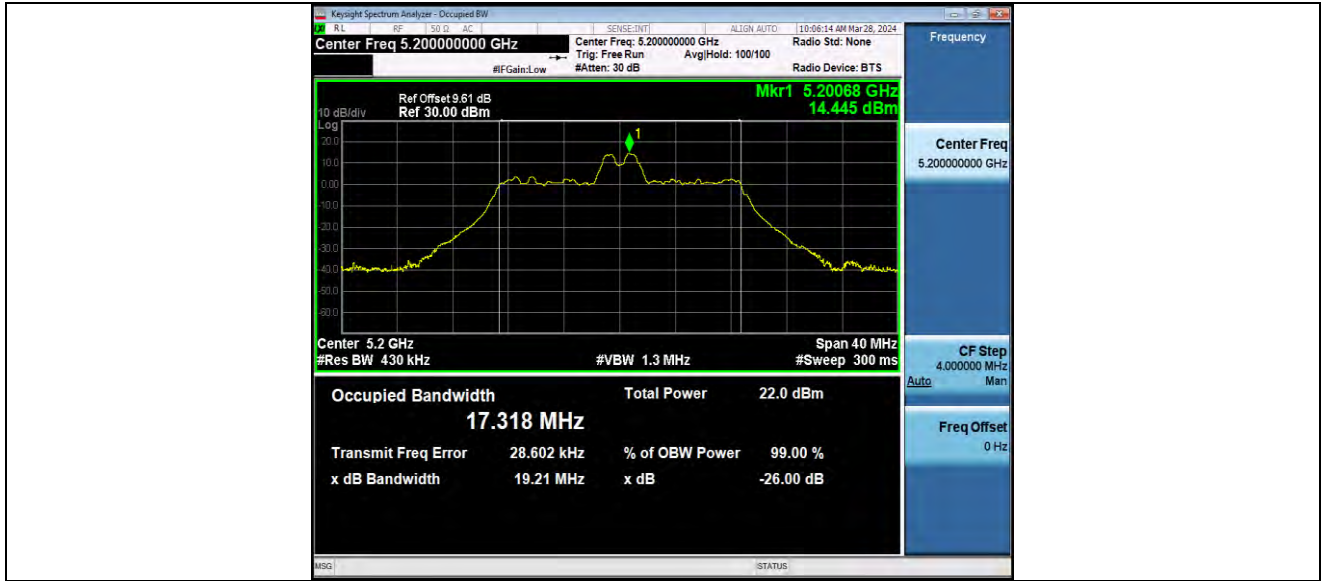 Keysight Spectrum Analyzer - Occupied BW
RL RF 50 Ω AC SENSE:INT ALIGN AUTO 10:06:14 AM Mar 28, 2024
Center Freq 5.200000000 GHz
Center Freq: 5.200000000 GHz
Radio Std: None
Trig: Free Run Avg|Hold: 100/100
#IFGain:Low #Atten: 30 dB Radio Device: BTS
Frequency
Mkr1 5.20068 GHz
14.445 dBm
Ref Offset 9.61 dB
10 dB/div Ref 30.00 dBm
Log
1
20.0
10.0
0.00
-10.0
-20.0
-30.0
-40.0
-50.0
-60.0
Center Freq
5.200000000 GHz
Center 5.2 GHz Span 40 MHz
#Res BW 430 kHz #VBW 1.3 MHz #Sweep 300 ms
CF Step
4.000000 MHz
Auto Man
Occupied Bandwidth Total Power 22.0 dBm
17.318 MHz
Transmit Freq Error 28.602 kHz % of OBW Power 99.00 %
x dB Bandwidth 19.21 MHz x dB -26.00 dB
Freq Offset
0 Hz
MSG STATUS